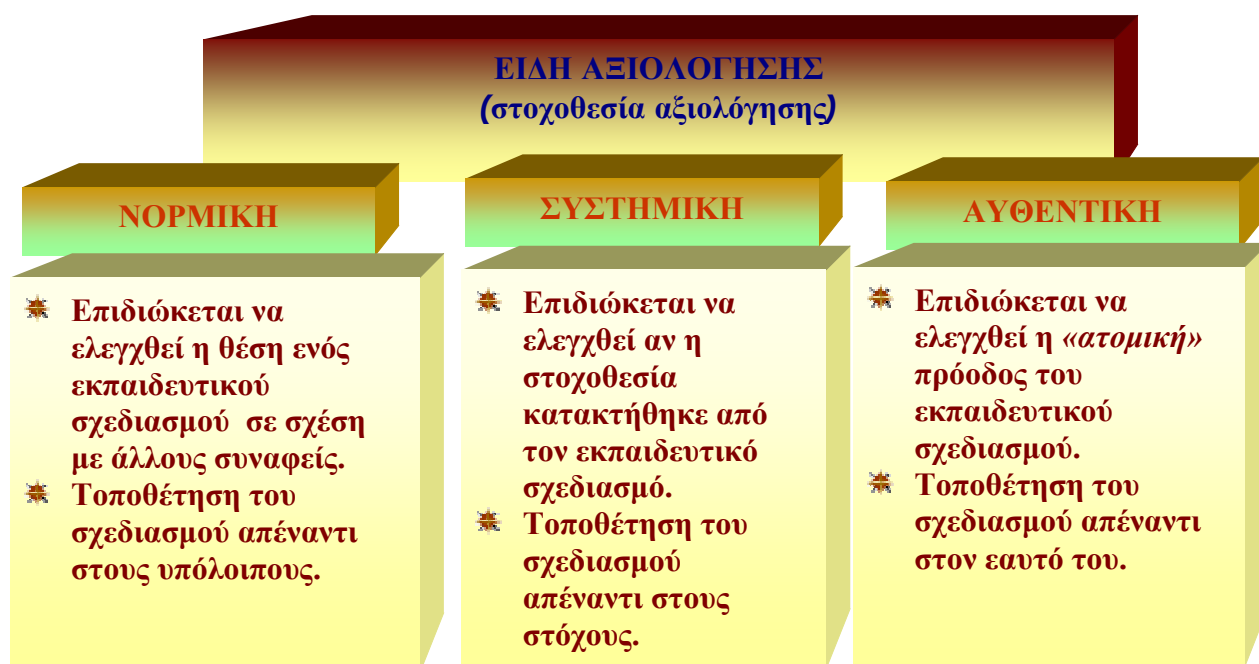 ΕΙΔΗ ΑΞΙΟΛΟΓΗΣΗΣ
(στοχοθεσία αξιολόγησης)
ΝΟΡΜΙΚΗ
Επιδιώκεται να
ελεγχθεί η θέση ενός
εκπαιδευτικού
σχεδιασμού σε σχέση
με άλλους συναφείς.
Τοποθέτηση του
σχεδιασμού απέναντι
στους υπόλοιπους.
ΣΥΣΤΗΜΙΚΗ
Επιδιώκεται να
ελεγχθεί αν η
στοχοθεσία
κατακτήθηκε από
τον εκπαιδευτικό
σχεδιασμό.
Τοποθέτηση του
σχεδιασμού
απέναντι στους
στόχους.
ΑΥΘΕΝΤΙΚΗ
Επιδιώκεται να
ελεγχθεί η «ατομική»
πρόοδος του
εκπαιδευτικού
σχεδιασμού.
Τοποθέτηση του
σχεδιασμού απέναντι
στον εαυτό του.